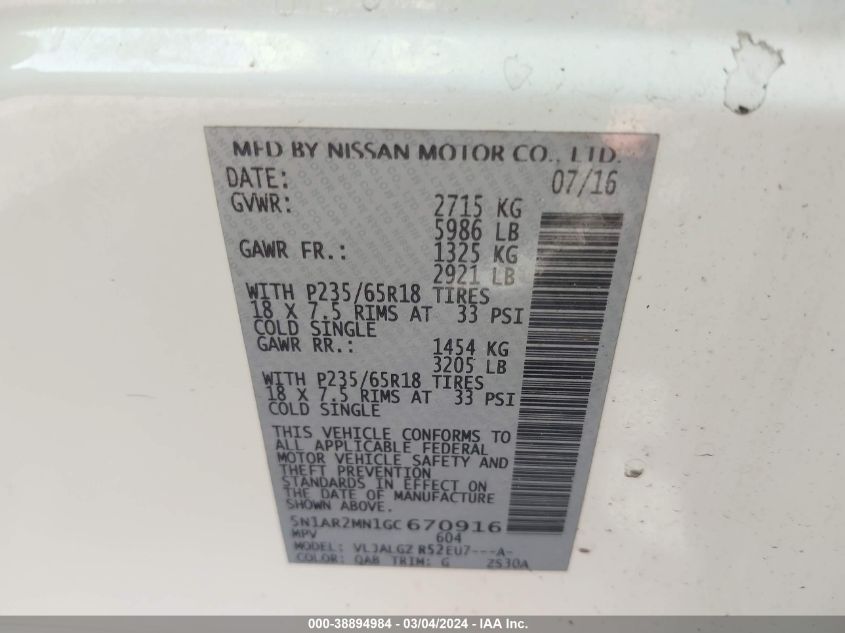 MFD BY NISSAN MOTOR CO., LTD.
DATE: 07/16
GVWR: 2715 KG
5986 LB
GAWR FR.: 1325 KG
2921 LB
WITH P235/65R18 TIRES
18 X 7.5 RIMS AT 33 PSI
COLD SINGLE
GAWR RR.: 1454 KG
3205 LB
WITH P235/65R18 TIRES
18 X 7.5 RIMS AT 33 PSI
COLD SINGLE
THIS VEHICLE CONFORMS TO
ALL APPLICABLE FEDERAL
MOTOR VEHICLE SAFETY AND
THEFT PREVENTION
STANDARDS IN EFFECT ON
THE DATE OF MANUFACTURE
SHOWN ABOVE.
5N1AR2MN1GC670916
MPV 604
MODEL: VLJALGZ R52EU7---A-
COLOR: QAB TRIM: G 2S30A
000-38894984 - 03/04/2024 - IAA Inc.